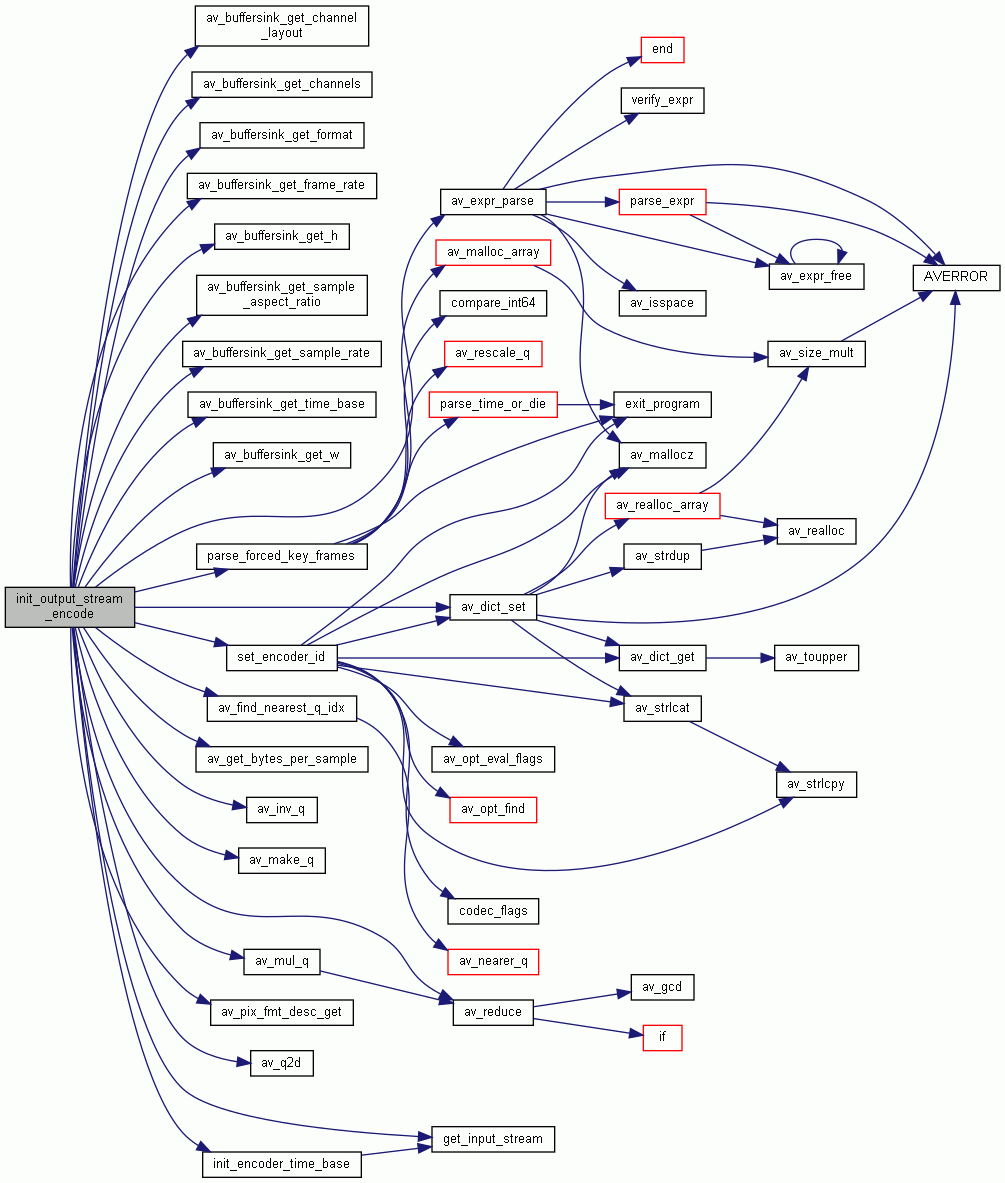 av_buffersink_get_channel
_layout
av_buffersink_get_channels
av_buffersink_get_format
av_buffersink_get_frame_rate
av_buffersink_get_h
av_buffersink_get_sample
_aspect_ratio
av_buffersink_get_sample_rate
av_buffersink_get_time_base
av_buffersink_get_w
parse_forced_key_frames
init_output_stream
_encode
set_encoder_id
av_find_nearest_q_idx
av_get_bytes_per_sample
av_inv_q
av_make_q
av_mul_q
av_pix_fmt_desc_get
av_q2d
init_encoder_time_base
av_expr_parse
av_malloc_array
compare_int64
av_rescale_q
parse_time_or_die
av_dict_set
av_opt_eval_flags
av_opt_find
codec_flags
av_nearer_q
av_reduce
get_input_stream
end
verify_expr
parse_expr
av_isspace
exit_program
av_mallocz
av_realloc_array
av_strdup
av_dict_get
av_strlcat
av_gcd
if
av_expr_free
av_size_mult
av_realloc
av_toupper
av_strlcpy
AVERROR